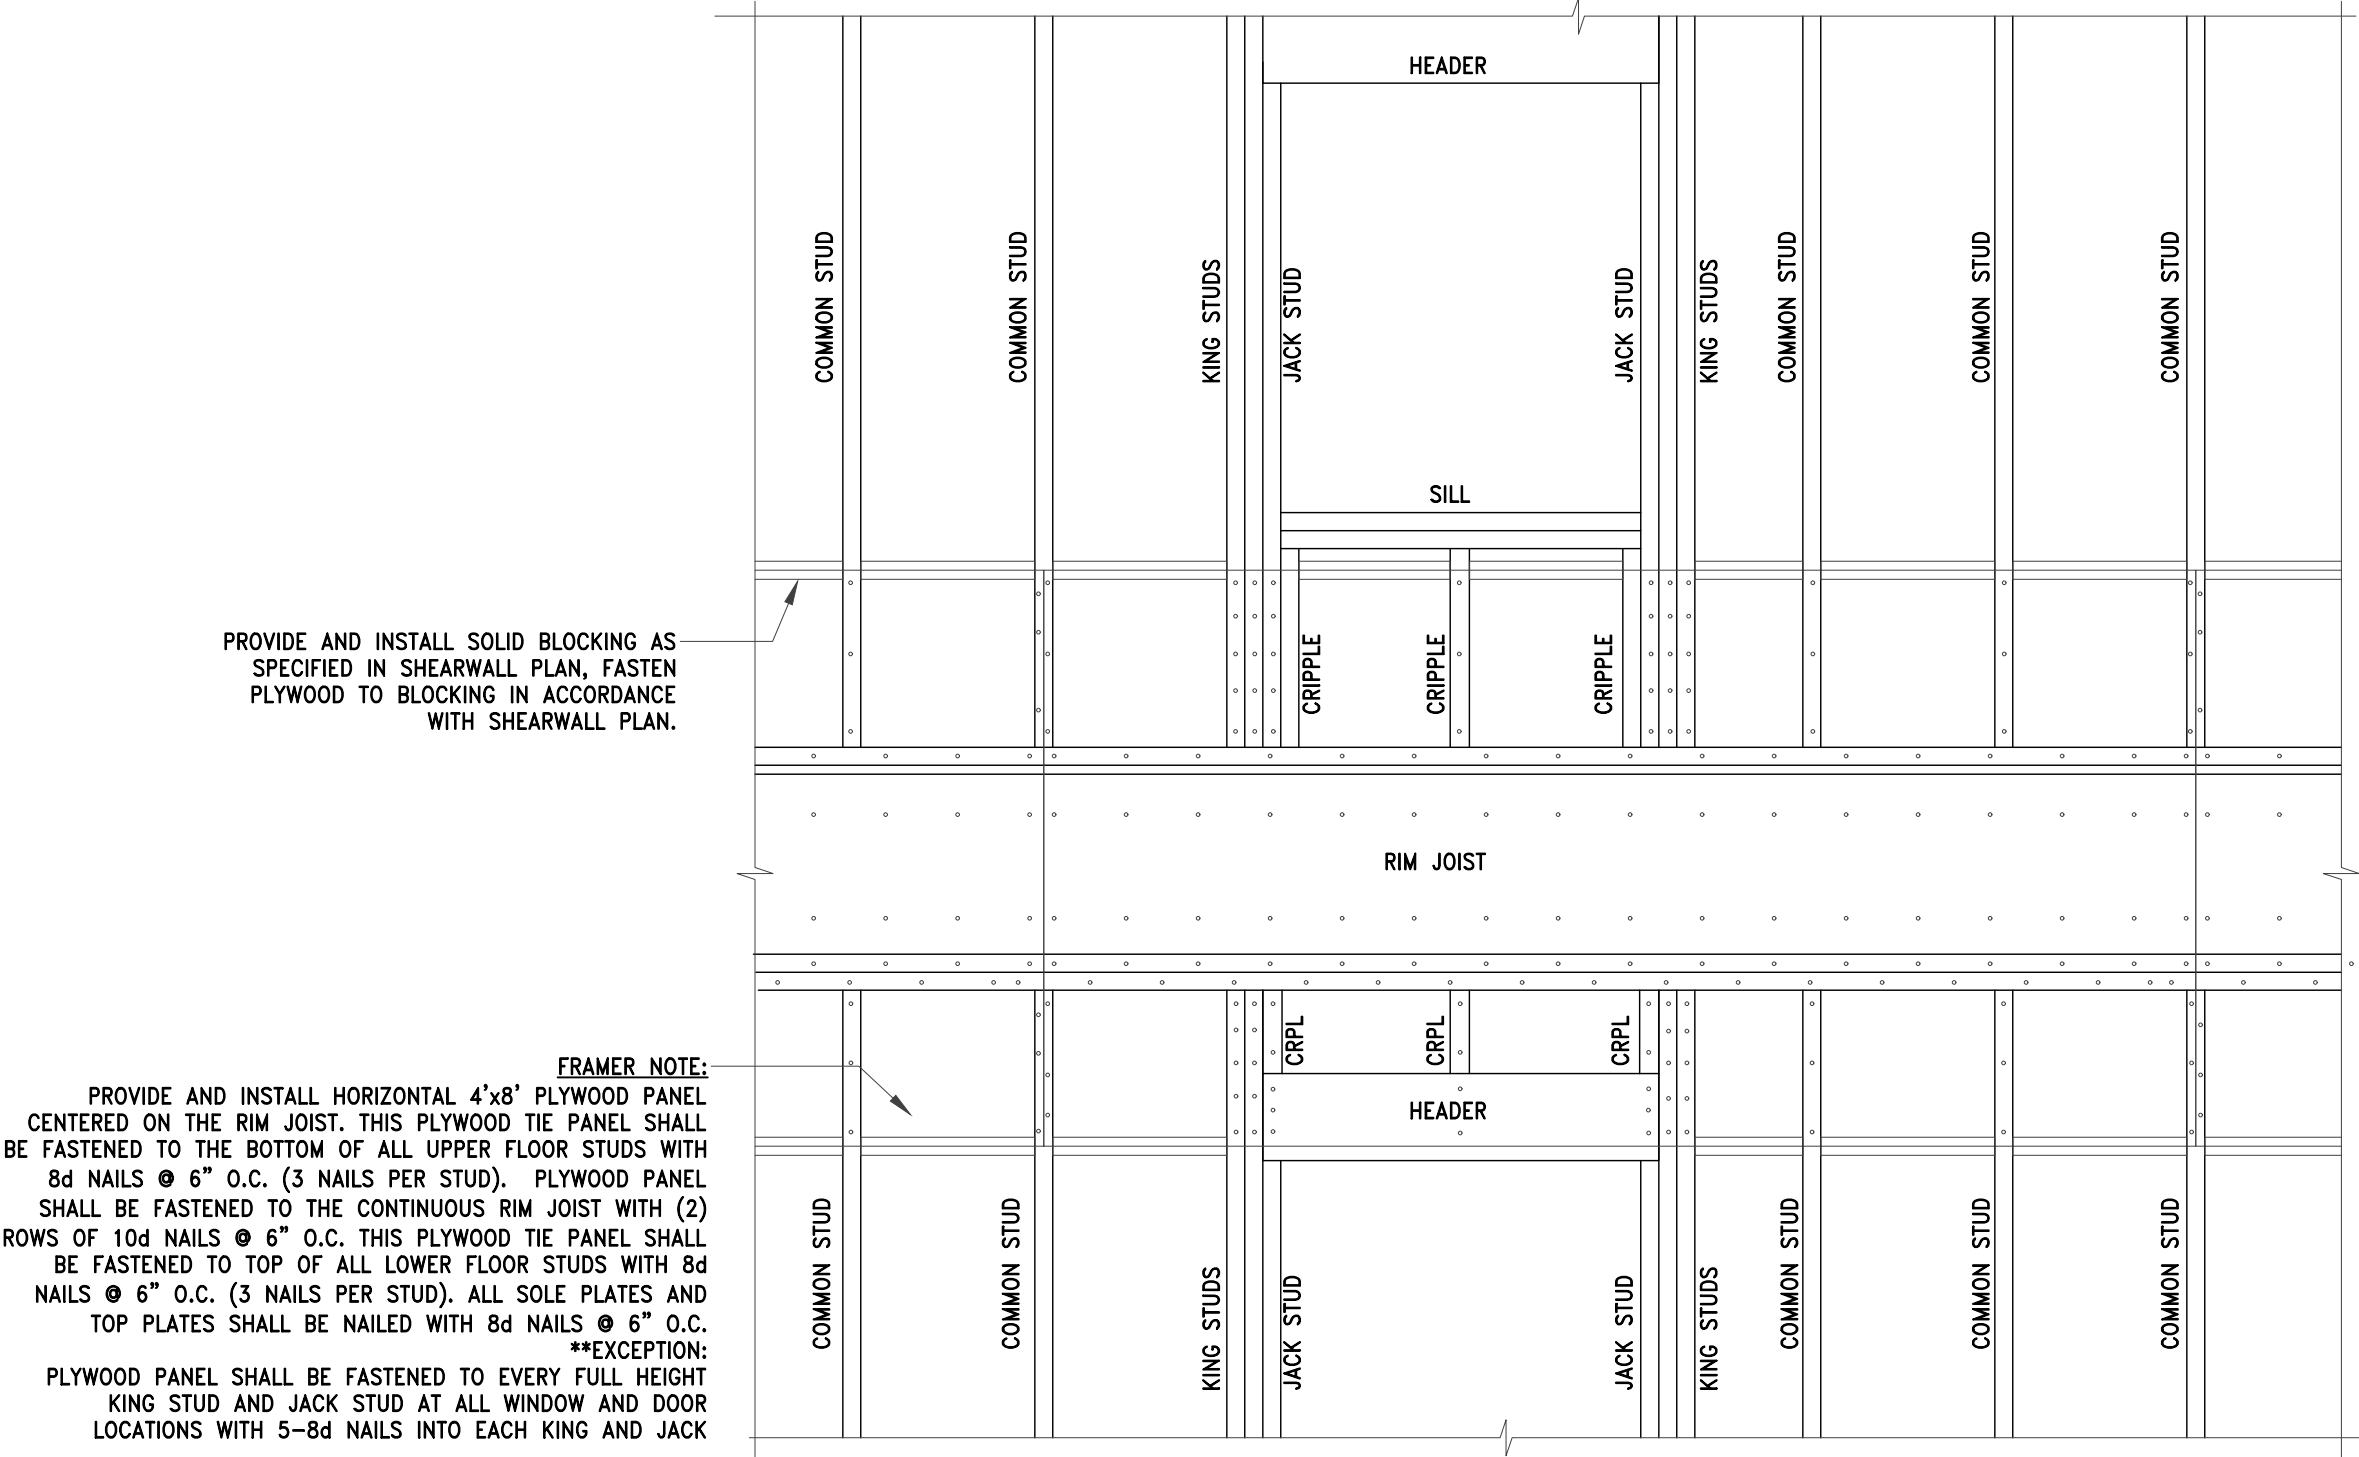 HEADER
COMMON STUD
COMMON STUD
KING STUDS
JACK STUD
JACK STUD
KING STUDS
COMMON STUD
COMMON STUD
COMMON STUD
SILL
PROVIDE AND INSTALL SOLID BLOCKING AS
SPECIFIED IN SHEARWALL PLAN, FASTEN
PLYWOOD TO BLOCKING IN ACCORDANCE
WITH SHEARWALL PLAN.
CRIPPLE
CRIPPLE
CRIPPLE
RIM JOIST
CRPL
CRPL
CRPL
HEADER
FRAMER NOTE:
PROVIDE AND INSTALL HORIZONTAL 4'x8' PLYWOOD PANEL
CENTERED ON THE RIM JOIST. THIS PLYWOOD TIE PANEL SHALL
BE FASTENED TO THE BOTTOM OF ALL UPPER FLOOR STUDS WITH
8d NAILS @ 6” O.C. (3 NAILS PER STUD). PLYWOOD PANEL
SHALL BE FASTENED TO THE CONTINUOUS RIM JOIST WITH (2)
ROWS OF 10d NAILS @ 6” O.C. THIS PLYWOOD TIE PANEL SHALL
BE FASTENED TO TOP OF ALL LOWER FLOOR STUDS WITH 8d
NAILS @ 6” O.C. (3 NAILS PER STUD). ALL SOLE PLATES AND
TOP PLATES SHALL BE NAILED WITH 8d NAILS @ 6” O.C.
**EXCEPTION:
PLYWOOD PANEL SHALL BE FASTENED TO EVERY FULL HEIGHT
KING STUD AND JACK STUD AT ALL WINDOW AND DOOR
LOCATIONS WITH 5-8d NAILS INTO EACH KING AND JACK
COMMON STUD
COMMON STUD
KING STUDS
JACK STUD
JACK STUD
KING STUDS
COMMON STUD
COMMON STUD
COMMON STUD